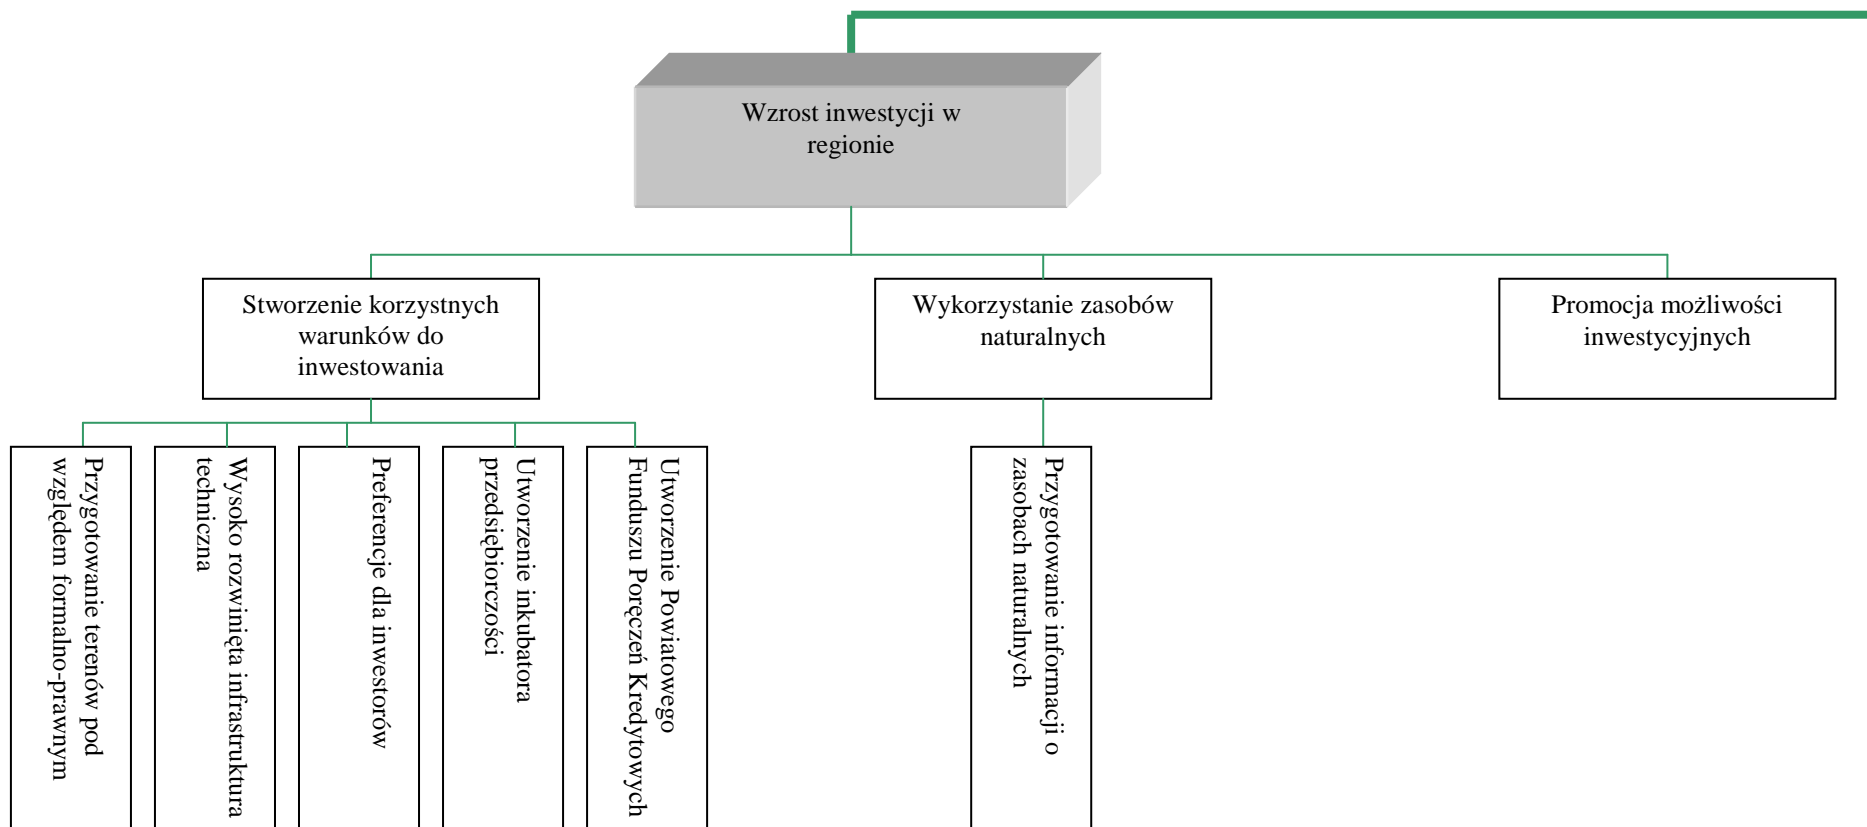 Wzrost inwestycji w
regionie
Stworzenie korzystnych
warunków do
inwestowania
Wykorzystanie zasobów
naturalnych
Promocja możliwości
inwestycyjnych
Przygotowanie terenów pod
względem formalno-prawnym
Wysoko rozwinięta infrastruktura
techniczna
Preferencje dla inwestorów
Utworzenie inkubatora
przedsiębiorczości
Utworzenie Powiatowego
Funduszu Poręczeń Kredytowych
Przygotowanie informacji o
zasobach naturalnych